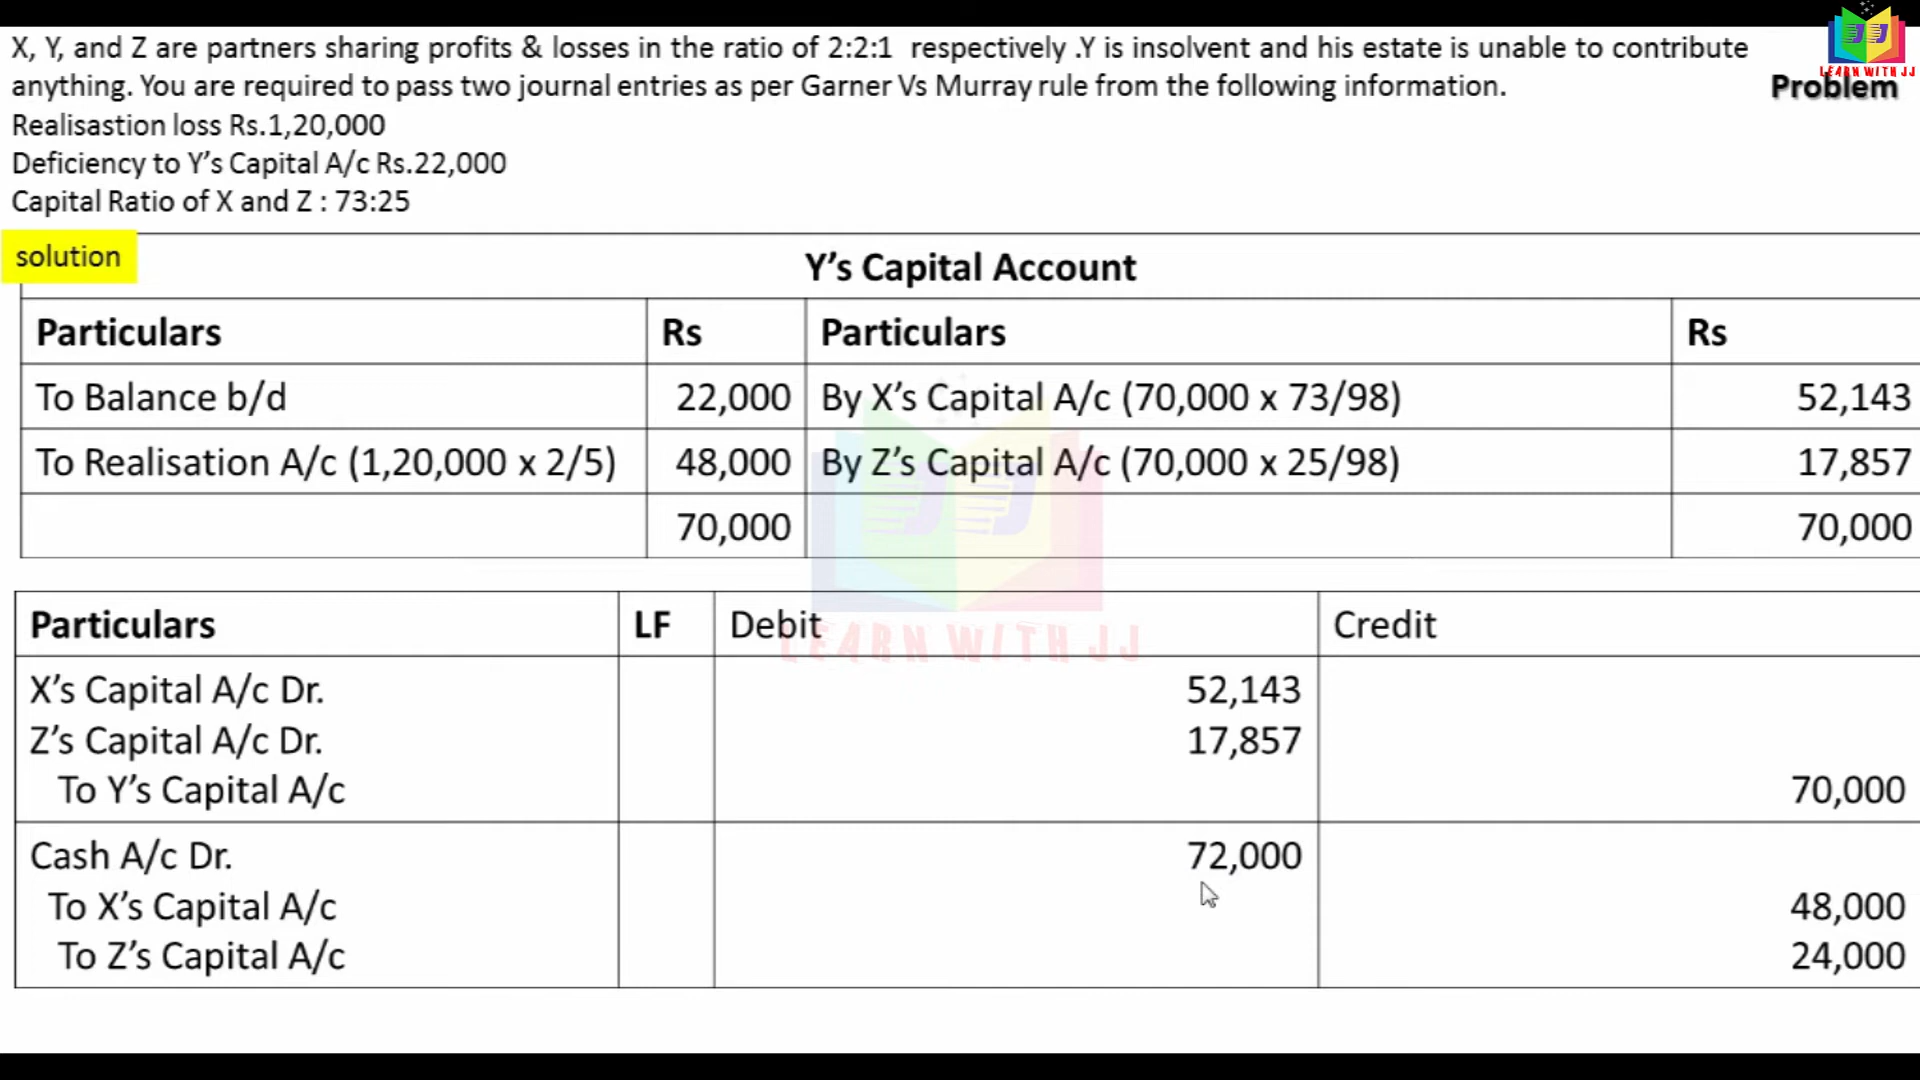 X, Y, and Z are partners sharing profits & losses in the ratio of 2:2:1 respectively .Y is insolvent and his estate is unable to contribute
anything. You are required to pass two journal entries as per Garner Vs Murray rule from the following information.
Problem
Realisastion loss Rs.1,20,000
Deficiency to Y’s Capital A/c Rs.22,000
Capital Ratio of X and Z : 73:25
solution
Y’s Capital Account
Particulars Rs Particulars Rs
To Balance b/d 22,000 By X’s Capital A/c (70,000 x 73/98) 52,143
To Realisation A/c (1,20,000 x 2/5) 48,000 By Z’s Capital A/c (70,000 x 25/98) 17,857
70,000 70,000
Particulars LF Debit Credit
X’s Capital A/c Dr. 52,143
Z’s Capital A/c Dr. 17,857
To Y’s Capital A/c 70,000
Cash A/c Dr. 72,000
To X’s Capital A/c 48,000
To Z’s Capital A/c 24,000
LEARN WITH JJ
LEARN WITH JJ